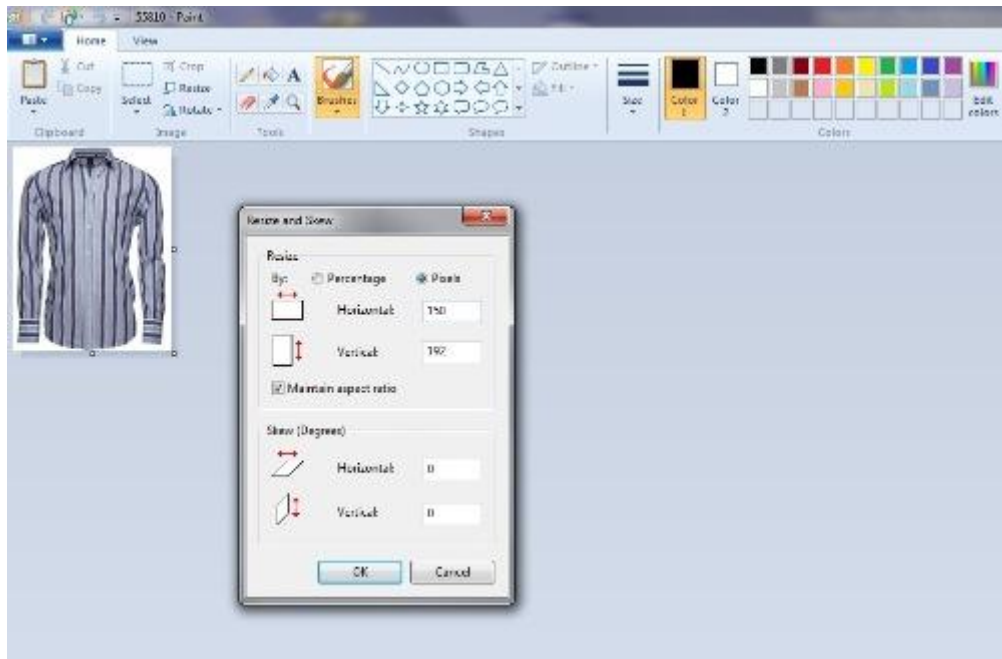 55810 - Paint
Home View
Paste
Cut
Copy
Clipboard
Select
Crop
Resize
Rotate
Image
A
Tools
Brushes
Outline
Fill
Shapes
Size
Color 1
Color 2
Edit colors
Colors
Resize and Skew
Resize
By: Percentage Pixels
Horizontal: 150
Vertical: 192
Maintain aspect ratio
Skew (Degrees)
Horizontal: 0
Vertical: 0
OK Cancel